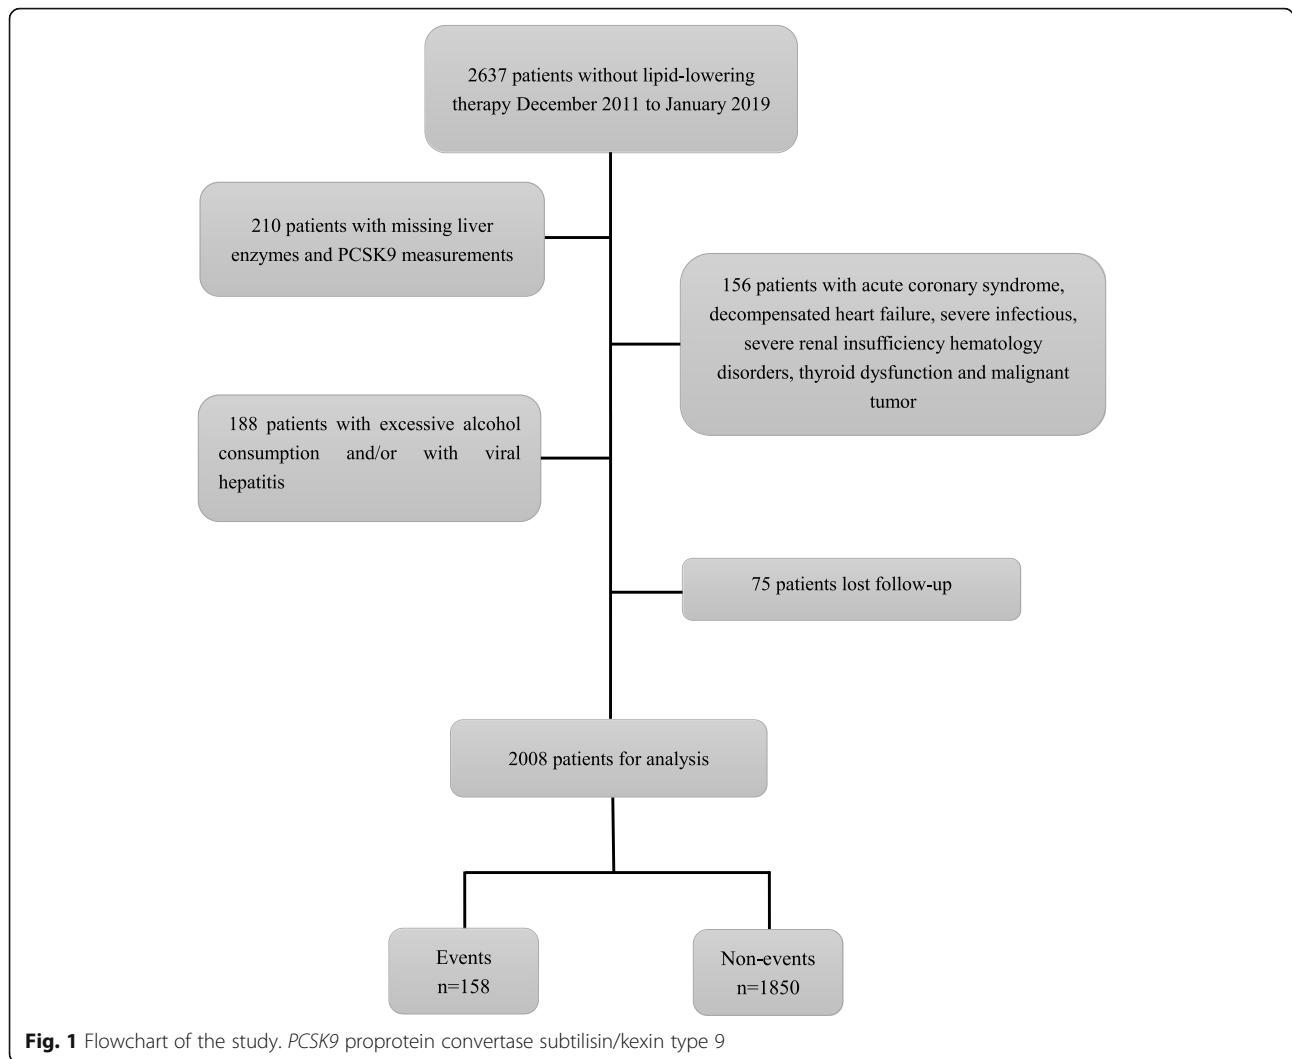 2637 patients without lipid-lowering
therapy December 2011 to January 2019
210 patients with missing liver
enzymes and PCSK9 measurements
156 patients with acute coronary syndrome,
decompensated heart failure, severe infectious,
severe renal insufficiency hematology
disorders, thyroid dysfunction and malignant
tumor
188 patients with excessive alcohol
consumption and/or with viral
hepatitis
75 patients lost follow-up
2008 patients for analysis
Events
n=158
Non-events
n=1850
Fig. 1 Flowchart of the study. PCSK9 proprotein convertase subtilisin/kexin type 9